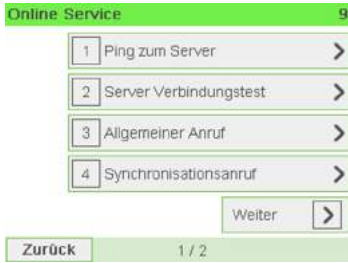 Online Service 9
1 Ping zum Server
2 Server Verbindungstest
3 Allgemeiner Anruf
4 Synchronisationsanruf
Weiter
Zurück 1 / 2